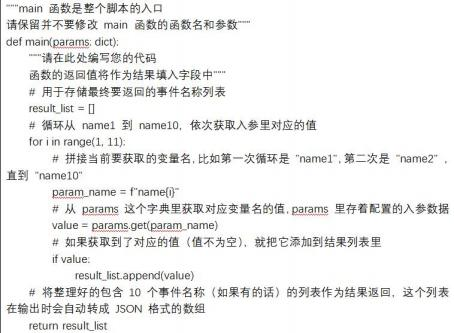 """main 函数是整个脚本的入口
请保留并不要修改 main 函数的函数名和参数"""
def main(params: dict):
"""请在此处编写您的代码
函数的返回值将作为结果填入字段中"""
# 用于存储最终要返回的事件名称列表
result_list = []
# 循环从 name1 到 name10，依次获取入参里对应的值
for i in range(1, 11):
# 拼接当前要获取的变量名，比如第一次循环是 "name1"，第二次是 "name2"，
直到 "name10"
param_name = f"name{i}"
# 从 params 这个字典里获取对应变量名的值，params 里存着配置的入参数据
value = params.get(param_name)
# 如果获取到了对应的值（值不为空），就把它添加到结果列表里
if value:
result_list.append(value)
# 将整理好的包含 10 个事件名称（如果有的话）的列表作为结果返回，这个列表
在输出时会自动转成 JSON 格式的数组
return result_list